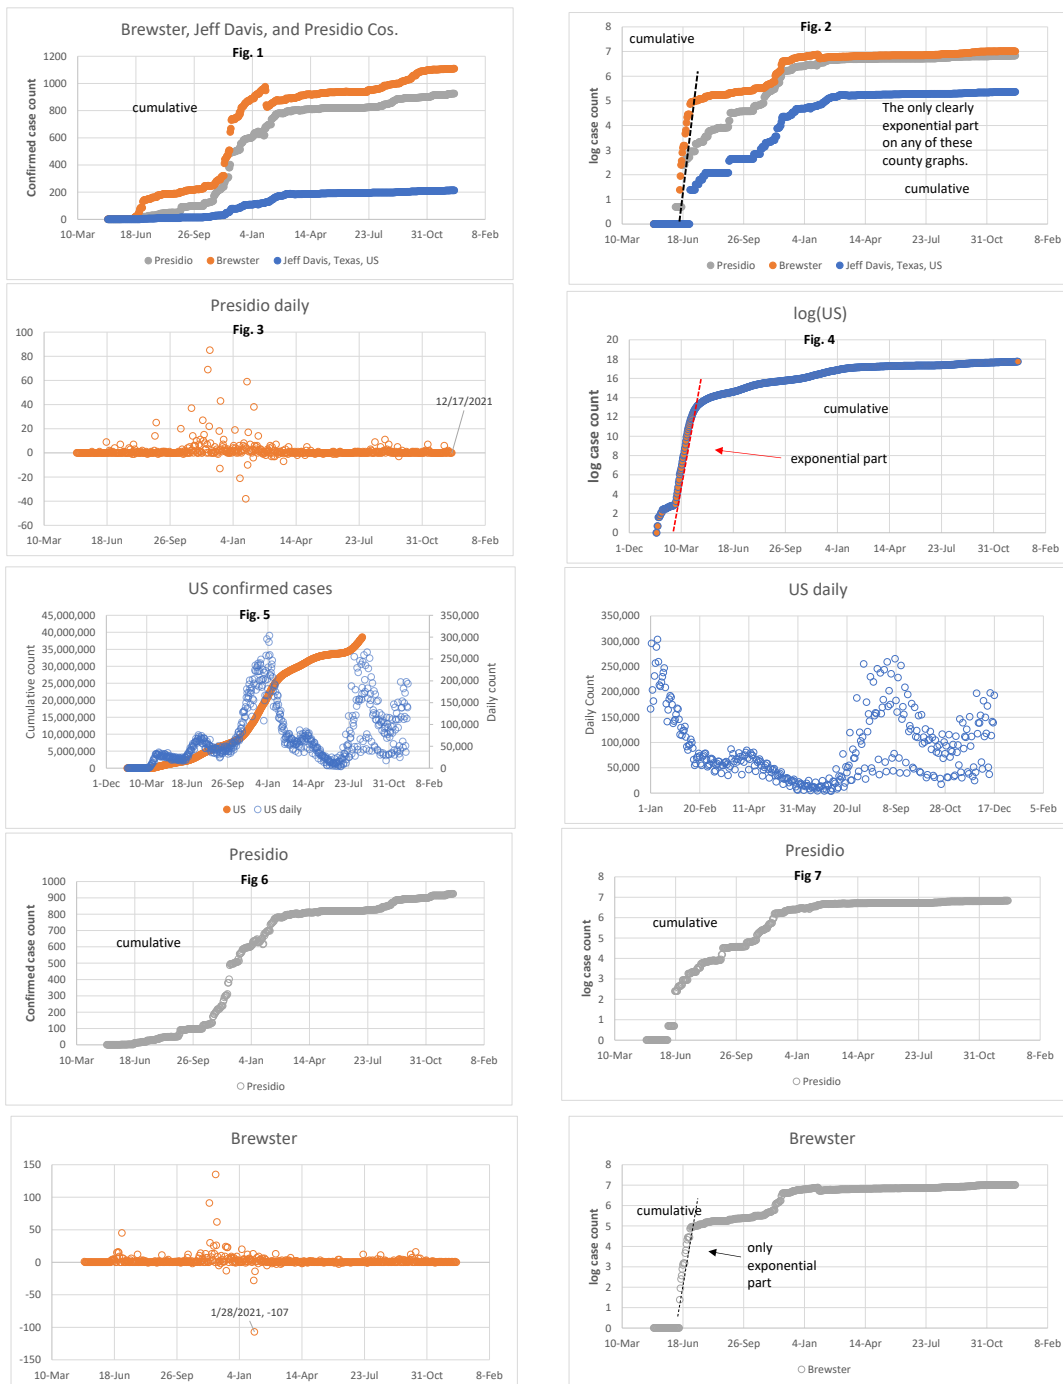 Brewster, Jeff Davis, and Presidio Cos.
Fig. 1
cumulative
Confirmed case count
1200
1000
800
600
400
200
0
10-Mar 18-Jun 26-Sep 4-Jan 14-Apr 23-Jul 31-Oct 8-Feb
Presidio Brewster Jeff Davis, Texas, US
Fig. 2
cumulative
log case count
8
7
6
5
4
3
2
1
0
The only clearly
exponential part
on any of these
county graphs.
cumulative
10-Mar 18-Jun 26-Sep 4-Jan 14-Apr 23-Jul 31-Oct 8-Feb
Presidio Brewster Jeff Davis, Texas, US
Presidio daily
Fig. 3
100
80
60
40
20
0
-20
-40
-60
12/17/2021
10-Mar 18-Jun 26-Sep 4-Jan 14-Apr 23-Jul 31-Oct 8-Feb
log(US)
Fig. 4
log case count
20
18
16
14
12
10
8
6
4
2
0
cumulative
exponential part
1-Dec 10-Mar 18-Jun 26-Sep 4-Jan 14-Apr 23-Jul 31-Oct 8-Feb
US confirmed cases
Fig. 5
Cumulative count
45,000,000
40,000,000
35,000,000
30,000,000
25,000,000
20,000,000
15,000,000
10,000,000
5,000,000
0
350,000
300,000
250,000
200,000
150,000
100,000
50,000
0
Daily count
1-Dec 10-Mar 18-Jun 26-Sep 4-Jan 14-Apr 23-Jul 31-Oct 8-Feb
US US daily
US daily
Daily Count
350,000
300,000
250,000
200,000
150,000
100,000
50,000
0
1-Jan 20-Feb 11-Apr 31-May 20-Jul 8-Sep 28-Oct 17-Dec 5-Feb
Presidio
Fig 6
cumulative
Confirmed case count
1000
900
800
700
600
500
400
300
200
100
0
10-Mar 18-Jun 26-Sep 4-Jan 14-Apr 23-Jul 31-Oct 8-Feb
Presidio
Presidio
Fig 7
cumulative
log case count
8
7
6
5
4
3
2
1
0
10-Mar 18-Jun 26-Sep 4-Jan 14-Apr 23-Jul 31-Oct 8-Feb
Presidio
Brewster
150
100
50
0
-50
-100
-150
1/28/2021, -107
10-Mar 18-Jun 26-Sep 4-Jan 14-Apr 23-Jul 31-Oct 8-Feb
Brewster
cumulative
log case count
8
7
6
5
4
3
2
1
0
only
exponential
part
10-Mar 18-Jun 26-Sep 4-Jan 14-Apr 23-Jul 31-Oct 8-Feb
Brewster